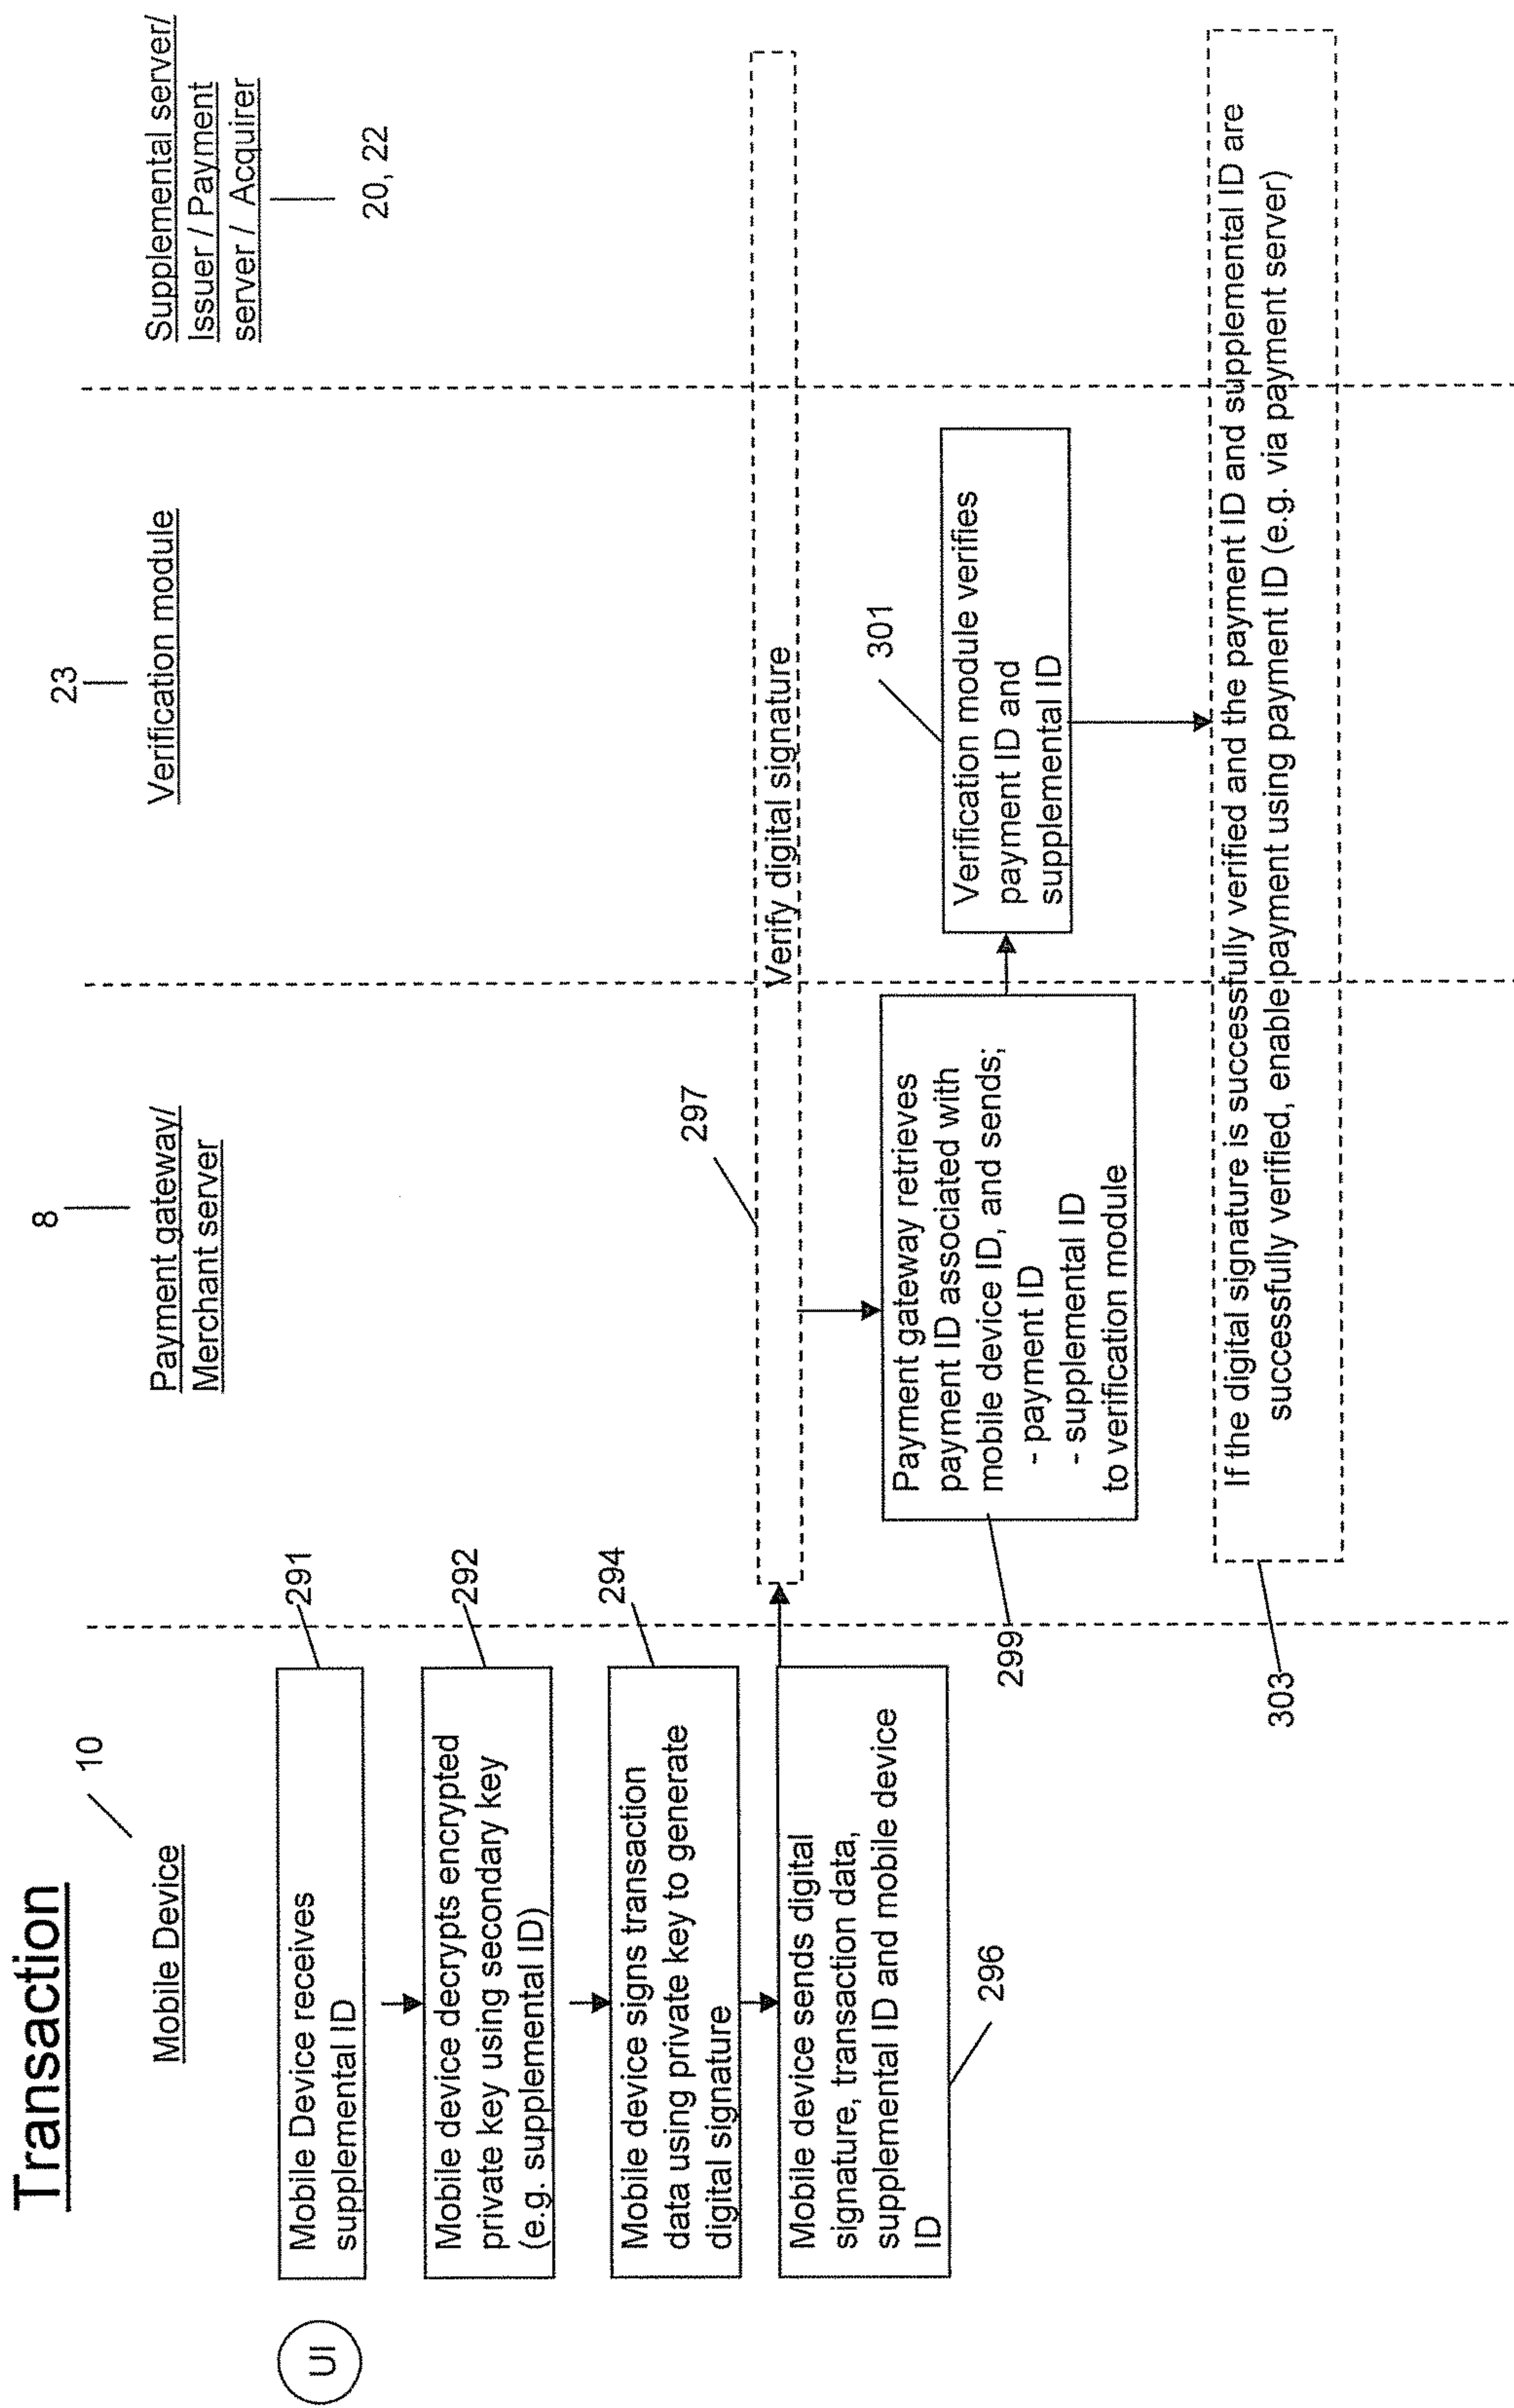 Transaction
10
Mobile Device
8
Payment gateway/
Merchant server
23
Verification module
Supplemental server/
Issuer / Payment
server / Acquirer
20, 22
UI
Mobile Device receives
supplemental ID
291
Mobile device decrypts encrypted
private key using secondary key
(e.g. supplemental ID)
292
Mobile device signs transaction
data using private key to generate
digital signature
294
Mobile device sends digital
signature, transaction data,
supplemental ID and mobile device
ID
296
297
Verify digital signature
Payment gateway retrieves
payment ID associated with
mobile device ID, and sends;
- payment ID
- supplemental ID
to verification module
299
301
Verification module verifies
payment ID and
supplemental ID
If the digital signature is successfully verified and the payment ID and supplemental ID are
successfully verified, enable payment using payment ID (e.g. via payment server)
303